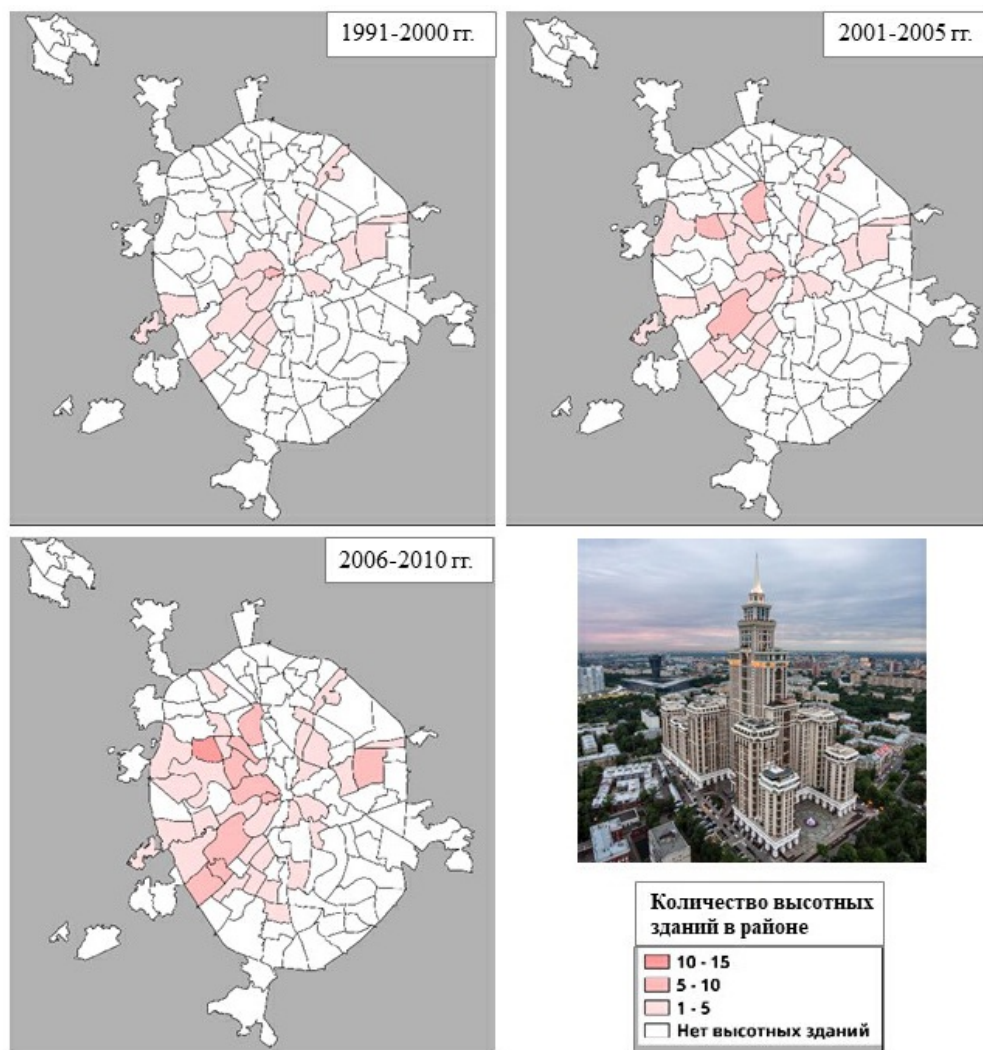 1991-2000 гг.
2001-2005 гг.
2006-2010 гг.
Количество высотных
зданий в районе
10 - 15
5 - 10
1 - 5
Нет высотных зданий